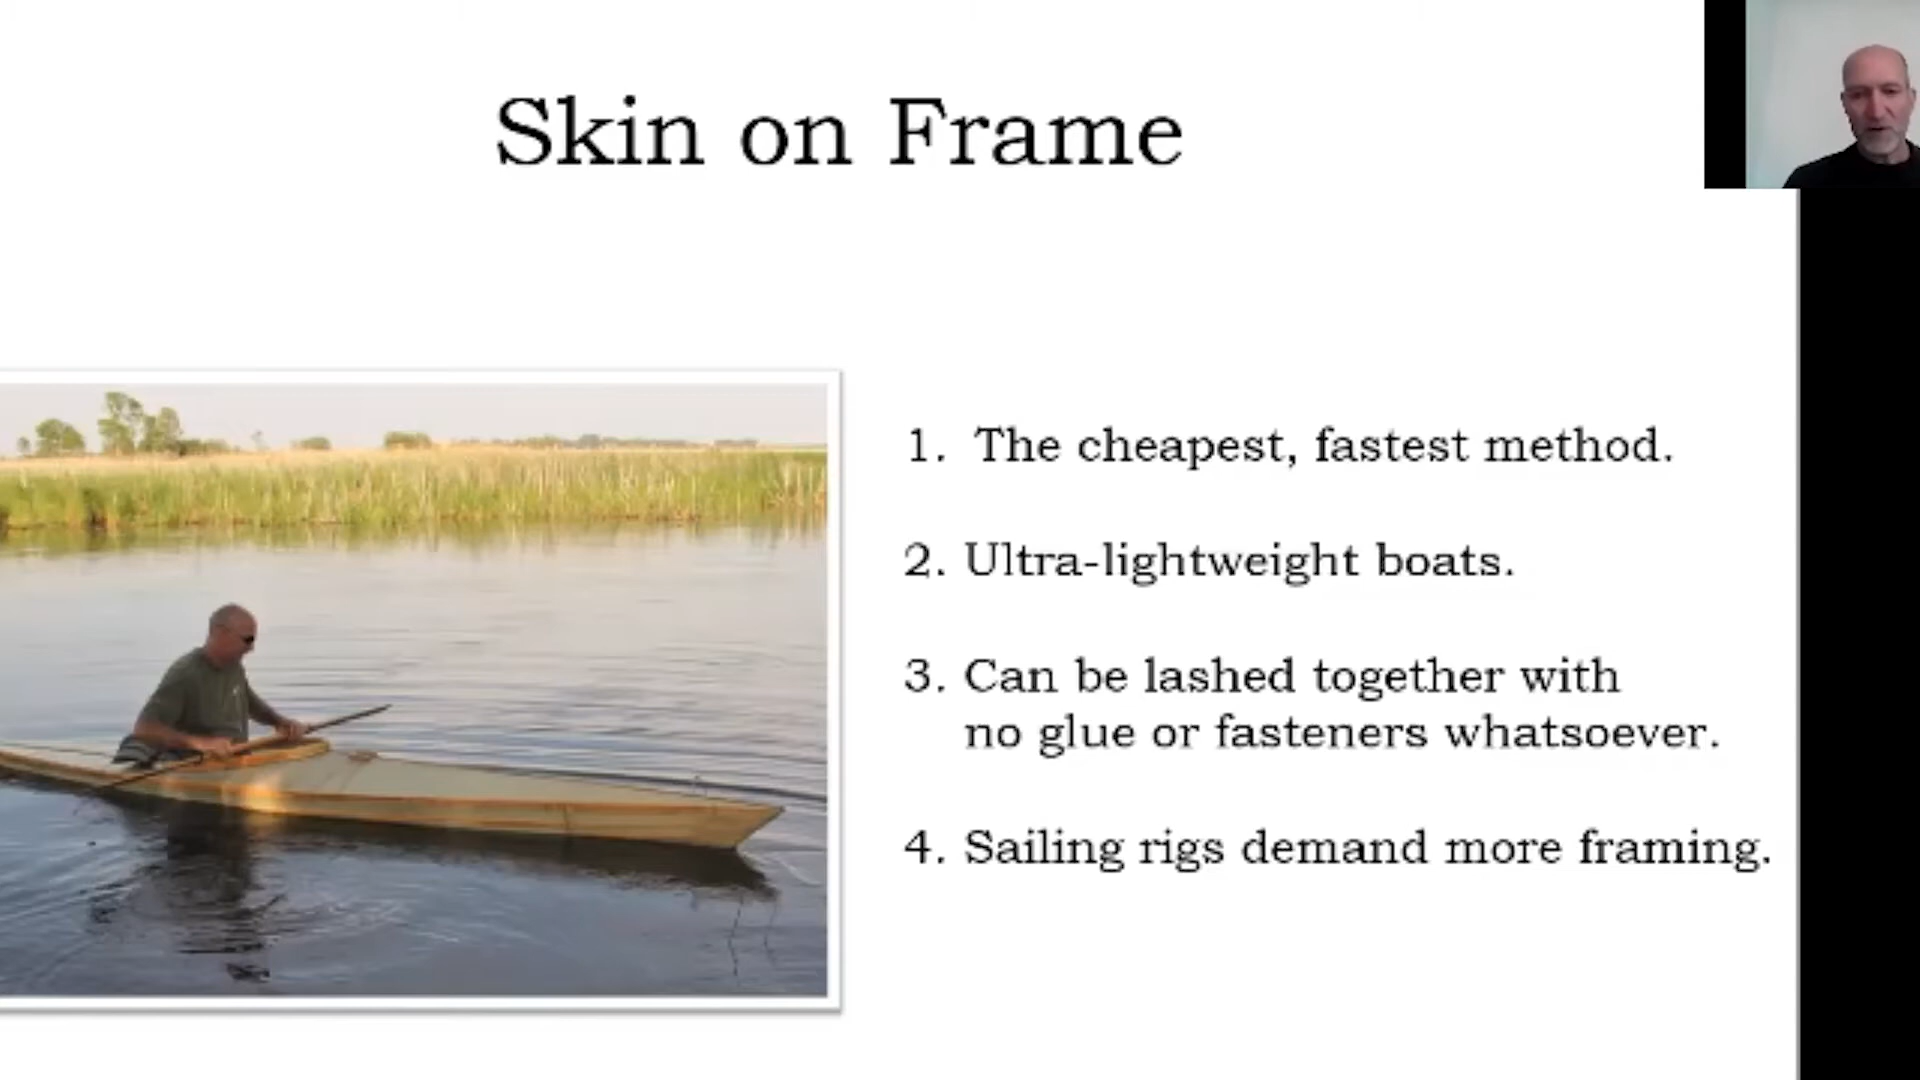 Skin on Frame
1. The cheapest, fastest method.
2. Ultra-lightweight boats.
3. Can be lashed together with
no glue or fasteners whatsoever.
4. Sailing rigs demand more framing.